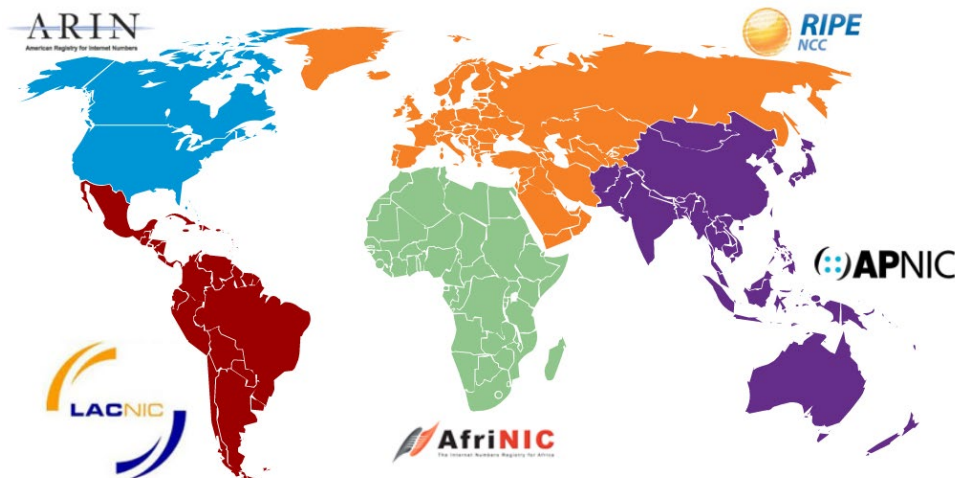 ARIN
American Registry for Internet Numbers
RIPE
NCC
APNIC
LACNIC
AfriNIC
The Internet Numbers Registry for Africa